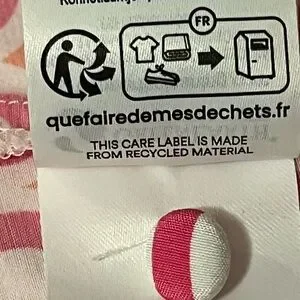 FR
quefairedemesdechets.fr
THIS CARE LABEL IS MADE
FROM RECYCLED MATERIAL